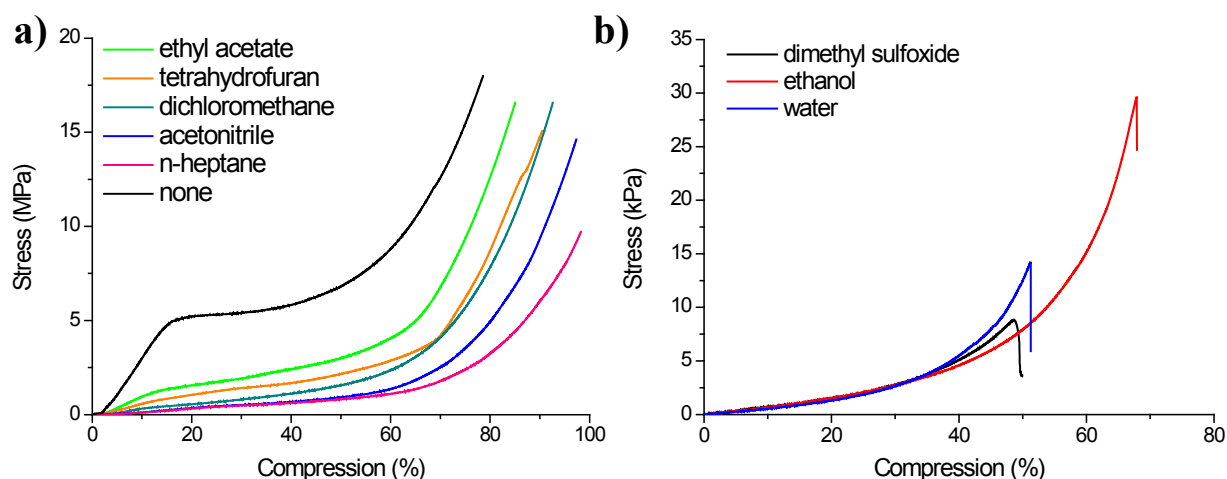 a)
20
15
10
5
0
Stress (MPa)
ethyl acetate
tetrahydrofuran
dichloromethane
acetonitrile
n-heptane
none
0 20 40 60 80 100
Compression (%)
b)
35
30
25
20
15
10
5
0
Stress (kPa)
dimethyl sulfoxide
ethanol
water
0 20 40 60 80
Compression (%)